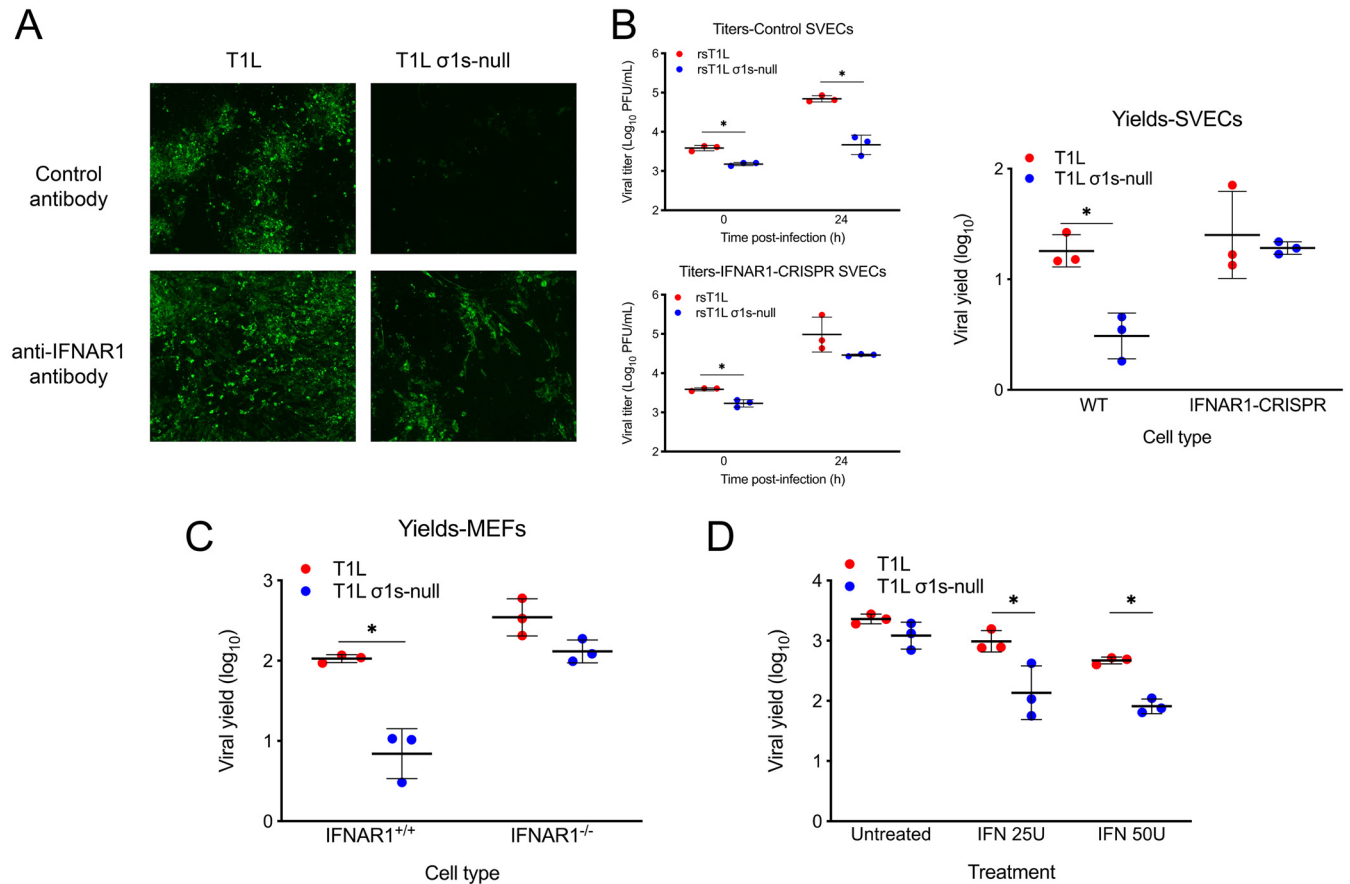 A
T1L
T1L σ1s-null
Control
antibody
anti-IFNAR1
antibody
B
Titers-Control SVECs
rsT1L
rsT1L σ1s-null
Viral titer (Log10 PFU/mL)
6
5
4
3
2
*
*
0
24
Time post-infection (h)
Titers-IFNAR1-CRISPR SVECs
rsT1L
rsT1L σ1s-null
Viral titer (Log10 PFU/mL)
6
5
4
3
2
*
0
24
Time post-infection (h)
Yields-SVECs
T1L
T1L σ1s-null
Viral yield (log10)
2
1
0
*
WT
IFNAR1-CRISPR
Cell type
C
Yields-MEFs
T1L
T1L σ1s-null
Viral yield (log10)
3
2
1
0
*
IFNAR1+/+
IFNAR1-/-
Cell type
D
T1L
T1L σ1s-null
Viral yield (log10)
4
3
2
1
0
*
*
Untreated
IFN 25U
IFN 50U
Treatment